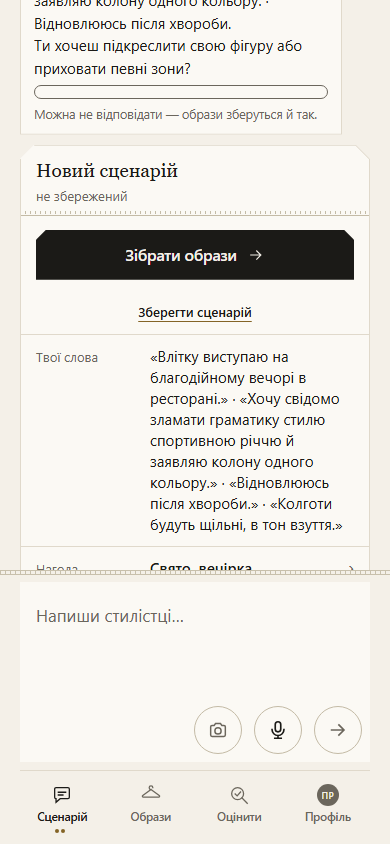 заявляю колону одного кольору. ·
Відновлююсь після хвороби.
Ти хочеш підкреслити свою фігуру або
приховати певні зони?
Можна не відповідати — образи зберуться й так.
Новий сценарій
не збережений
Зібрати образи →
Зберегти сценарій
Твої слова
«Влітку виступаю на
благодійному вечорі в
ресторані.» · «Хочу свідомо
зламати граматику стилю
спортивною річчю й
заявляю колону одного
кольору.» · «Відновлююсь
після хвороби.» · «Колготи
будуть щільні, в тон взуття.»
Нагода
Свято, вечірка
Напиши стилістці...
Сценарій
Образи
Оцінити
ПР
Профіль